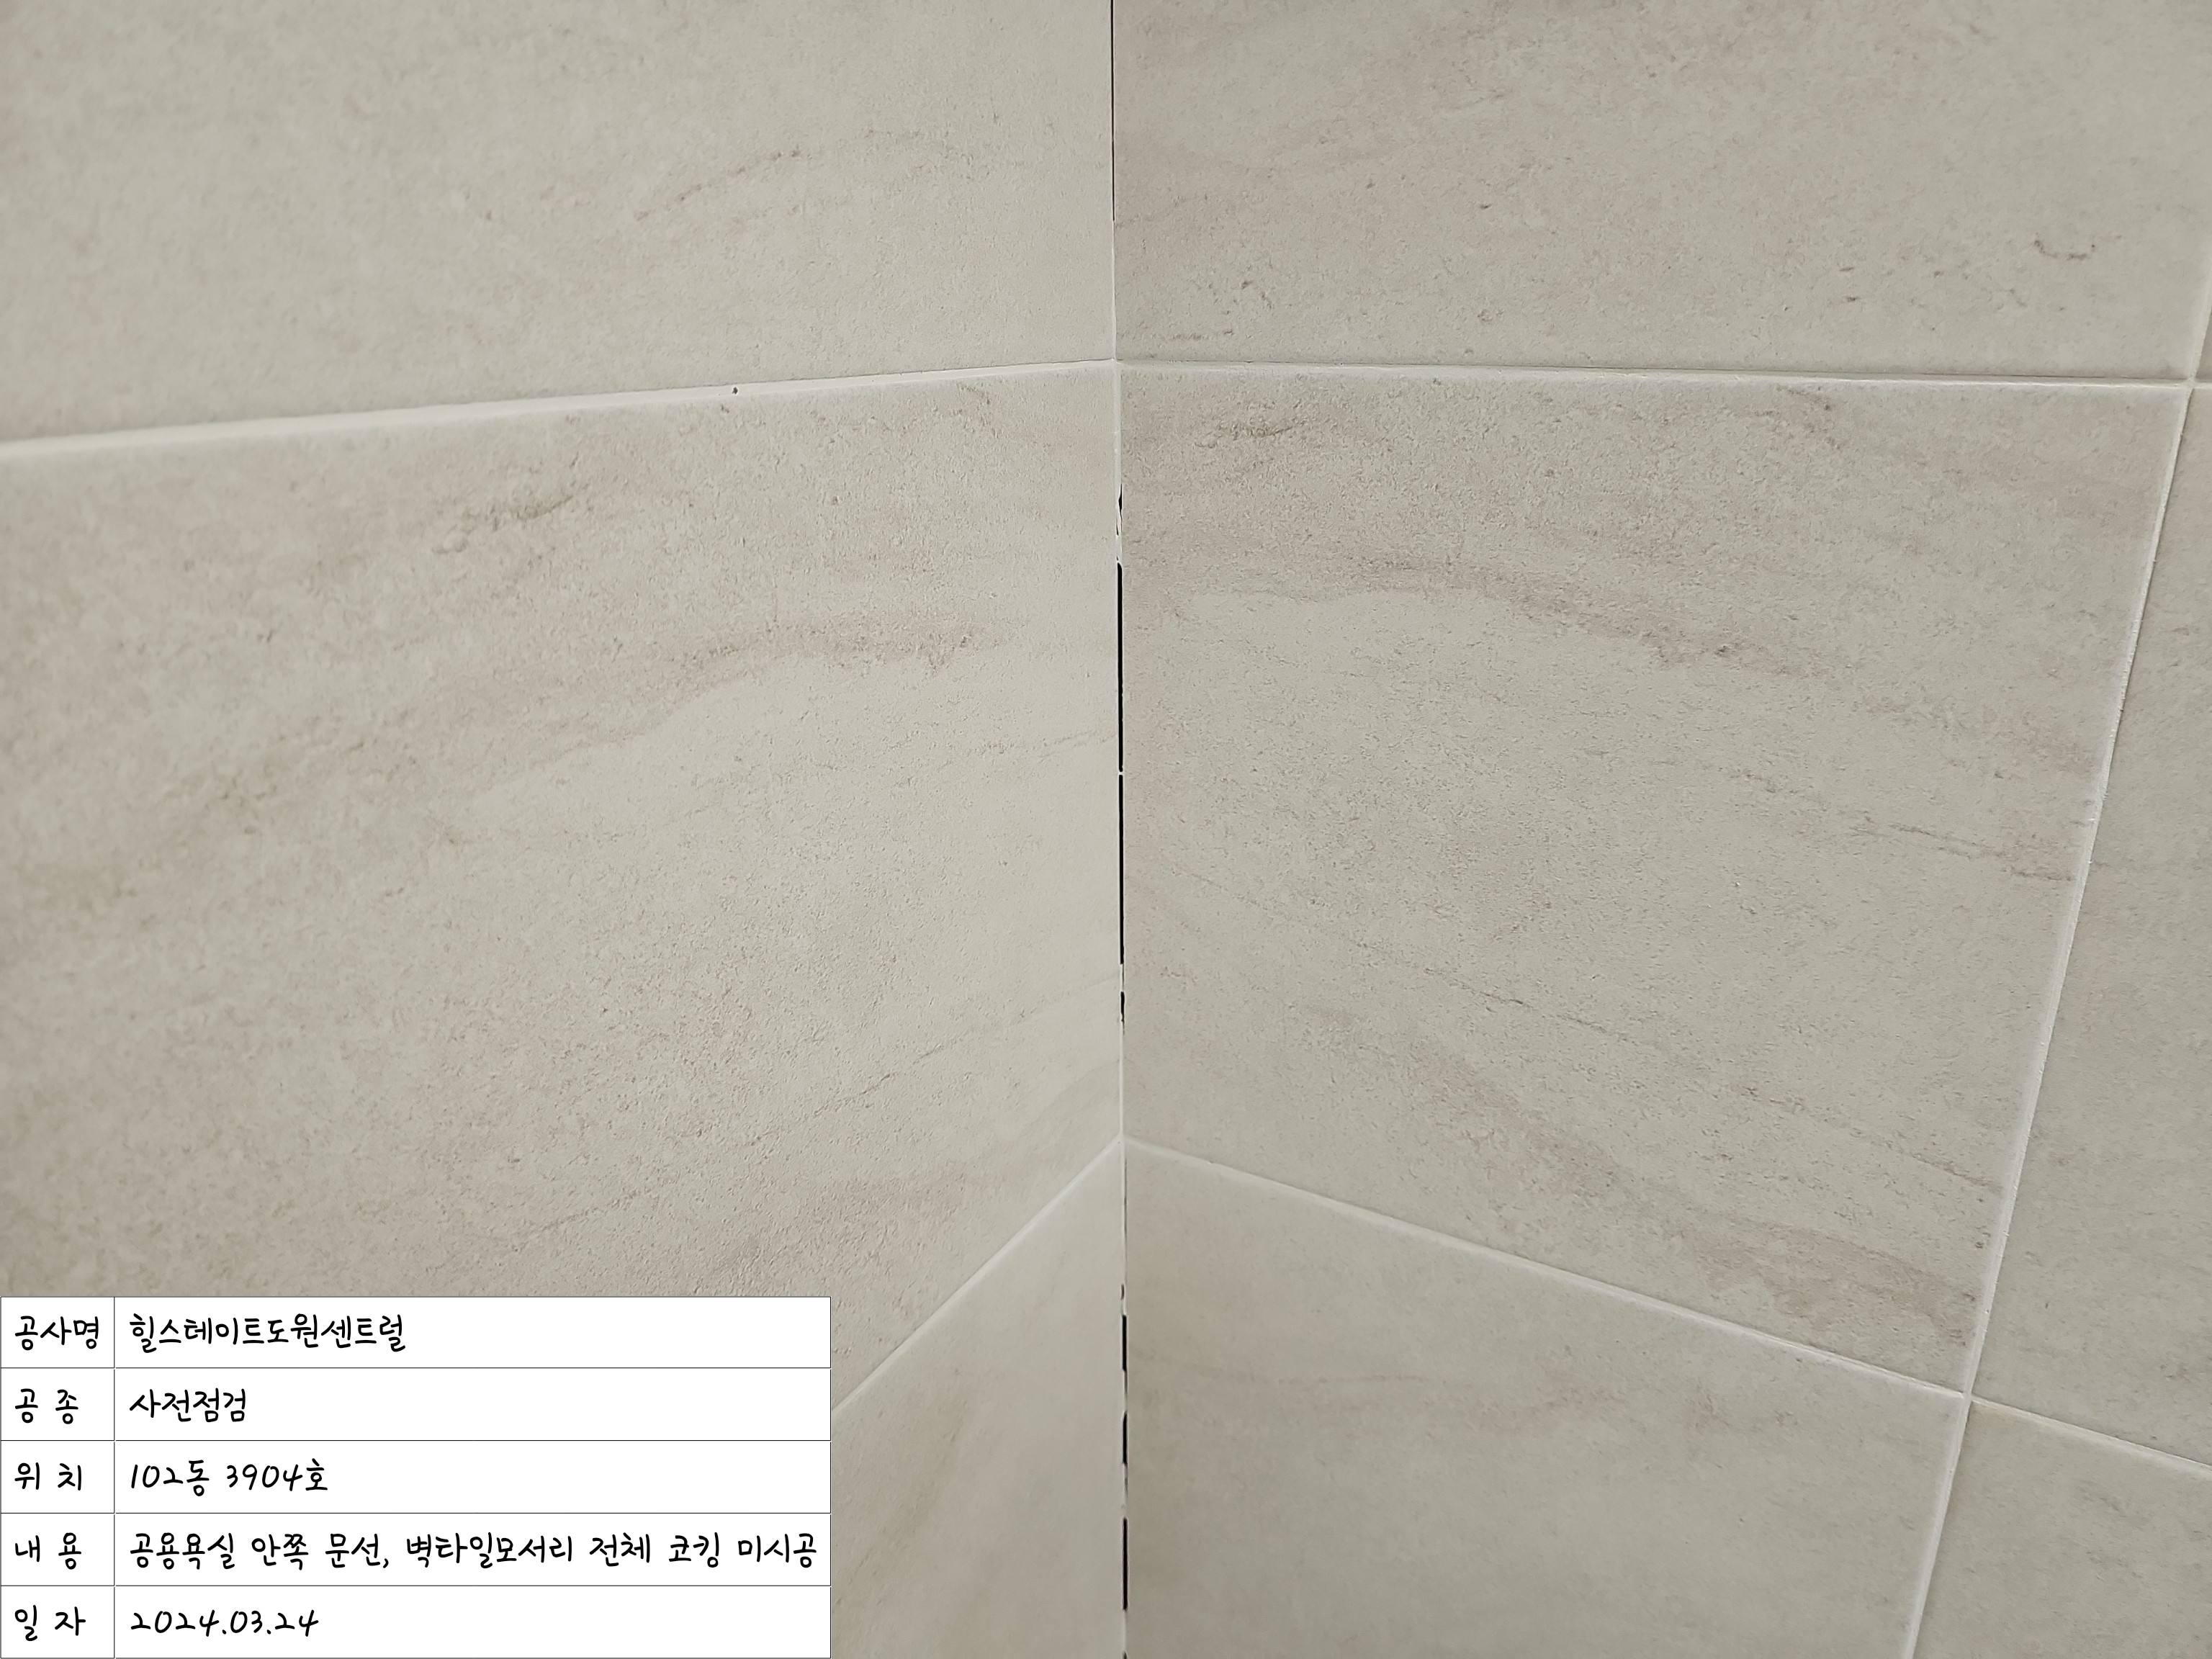 공사명 힐스테이트도원센트럴
공 종 사전점검
위 치 102동 3904호
내 용 공용욕실 안쪽 문선, 벽타일모서리 전체 코킹 미시공
일 자 2024.03.24